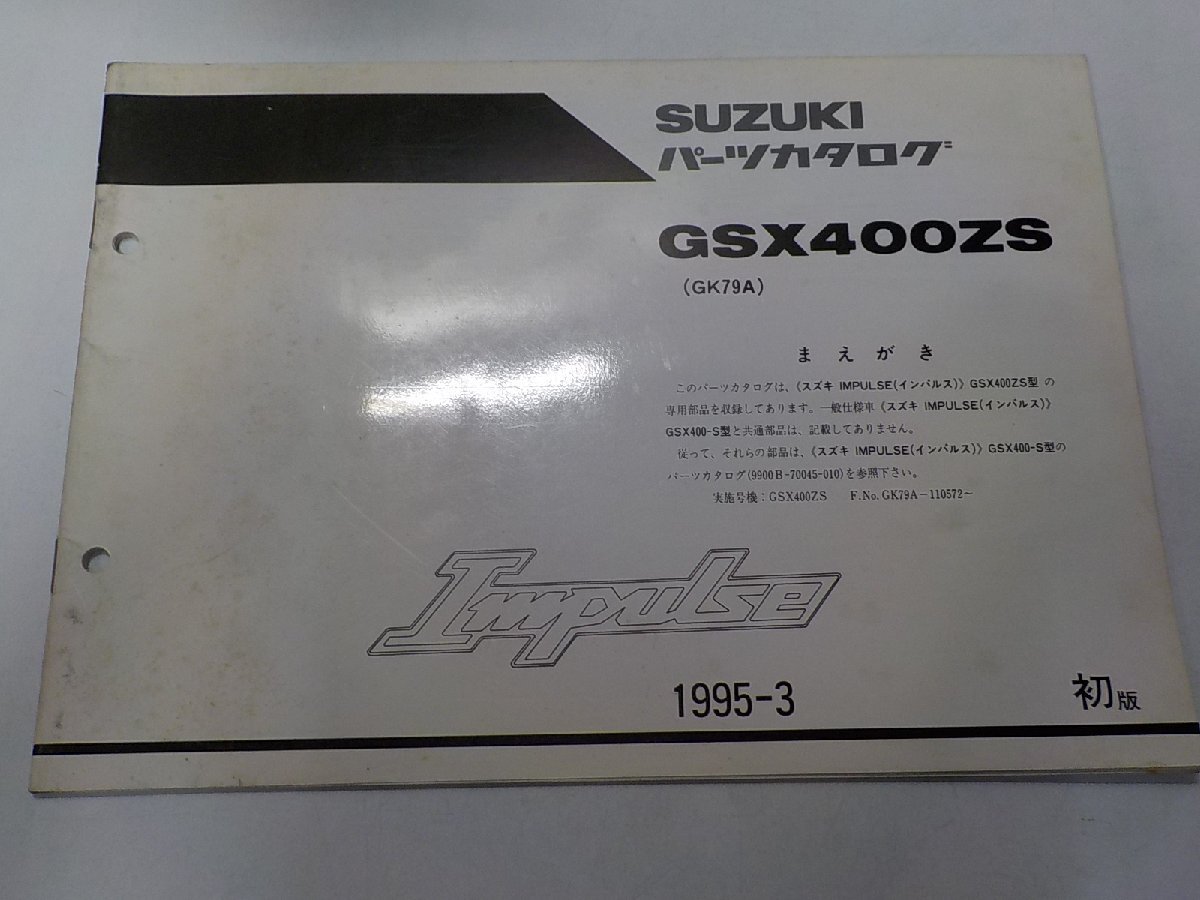 SUZUKI
パーツカタログ
GSX400ZS
(GK79A)
まえがき
このパーツカタログは、《スズキ IMPULSE(インパルス)》GSX400ZS型 の
専用部品を収録してあります。一般仕様車《スズキ IMPULSE(インパルス)》
GSX400-S型と共通部品は、記載してありません。
従って、それらの部品は、《スズキ IMPULSE(インパルス)》GSX400-S型の
パーツカタログ(9900B-70045-010)を参照下さい。
実施号機：GSX400ZS F.No.GK79A-110572~
Impulse
1995-3
初版